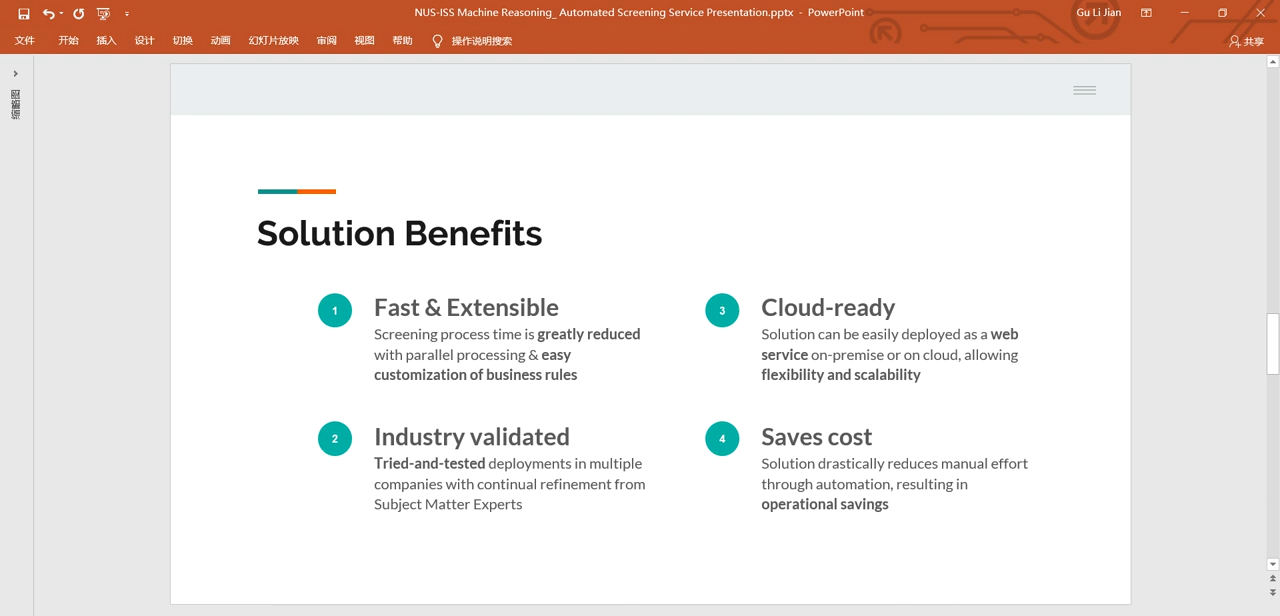 NUS-ISS Machine Reasoning_ Automated Screening Service Presentation.pptx - PowerPoint
Gu Li Jian
文件 开始 插入 设计 切换 动画 幻灯片放映 审阅 视图 帮助 操作说明搜索 共享
缩略图
Solution Benefits
1 Fast & Extensible
Screening process time is greatly reduced
with parallel processing & easy
customization of business rules
2 Industry validated
Tried-and-tested deployments in multiple
companies with continual refinement from
Subject Matter Experts
3 Cloud-ready
Solution can be easily deployed as a web
service on-premise or on cloud, allowing
flexibility and scalability
4 Saves cost
Solution drastically reduces manual effort
through automation, resulting in
operational savings